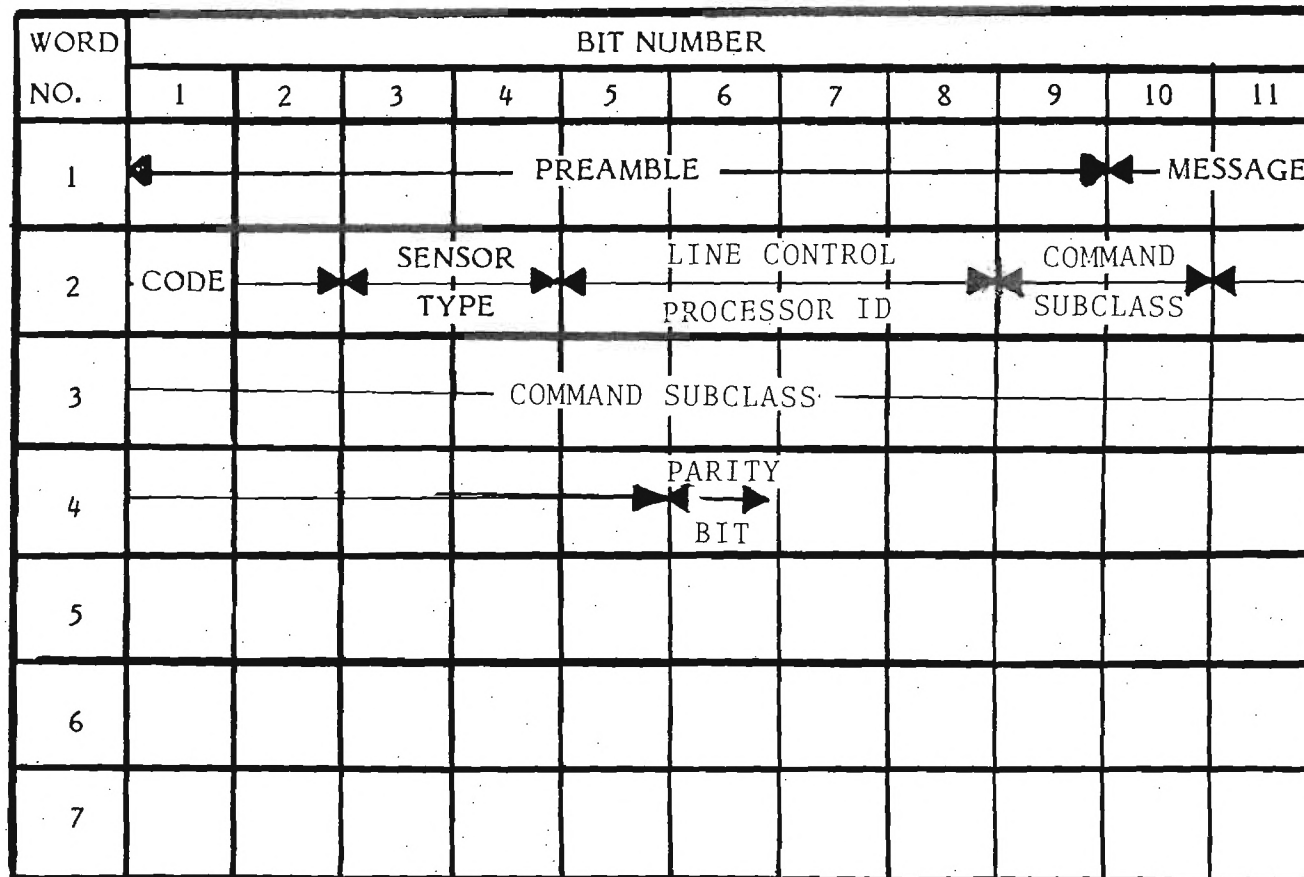 WORD NO.
BIT NUMBER
1 2 3 4 5 6 7 8 9 10 11
1 PREAMBLE MESSAGE
2 CODE SENSOR TYPE LINE CONTROL PROCESSOR ID COMMAND SUBCLASS
3 COMMAND SUBCLASS
4 PARITY BIT
5
6
7